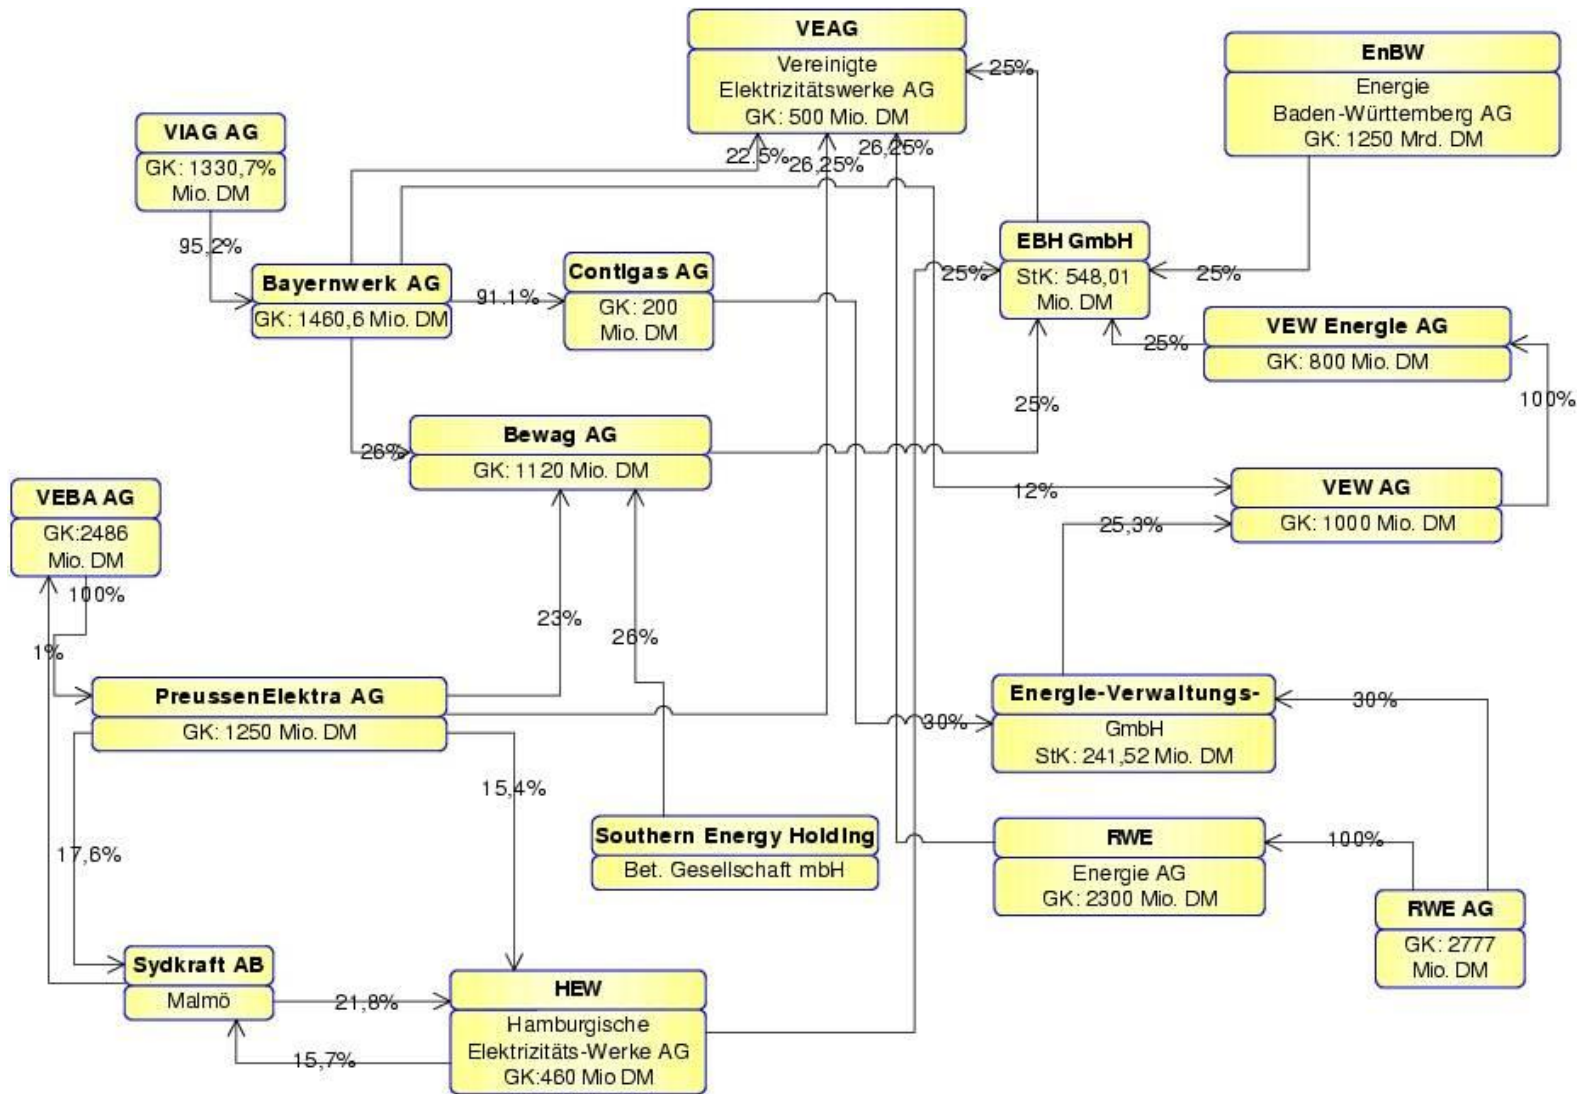 VEAG
Vereinigte
Elektrizitätswerke AG
GK: 500 Mio. DM
EnBW
Energie
Baden-Württemberg AG
GK: 1250 Mrd. DM
VIAG AG
GK: 1330,7%
Mio. DM
25%
22.5%
26,25%
26,25%
95,2%
EBH GmbH
StK: 548,01
Mio. DM
25%
25%
Bayernwerk AG
GK: 1460,6 Mio. DM
91.1%
Contigas AG
GK: 200
Mio. DM
VEW Energie AG
GK: 800 Mio. DM
25%
25%
100%
Bewag AG
GK: 1120 Mio. DM
26%
VEBA AG
GK:2486
Mio. DM
12%
VEW AG
GK: 1000 Mio. DM
25,3%
100%
1%
23%
26%
PreussenElektra AG
GK: 1250 Mio. DM
30%
Energie-Verwaltungs-
GmbH
StK: 241,52 Mio. DM
30%
15,4%
17,6%
Southern Energy Holding
Bet. Gesellschaft mbH
RWE
Energie AG
GK: 2300 Mio. DM
100%
RWE AG
GK: 2777
Mio. DM
Sydkraft AB
Malmö
21,8%
15,7%
HEW
Hamburgische
Elektrizitäts-Werke AG
GK:460 Mio DM